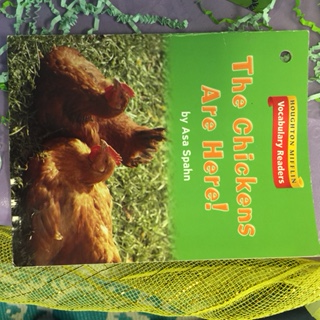 HOUGHTON MIFFLIN
Vocabulary Readers
The Chickens
Are Here!
by Asa Spahn